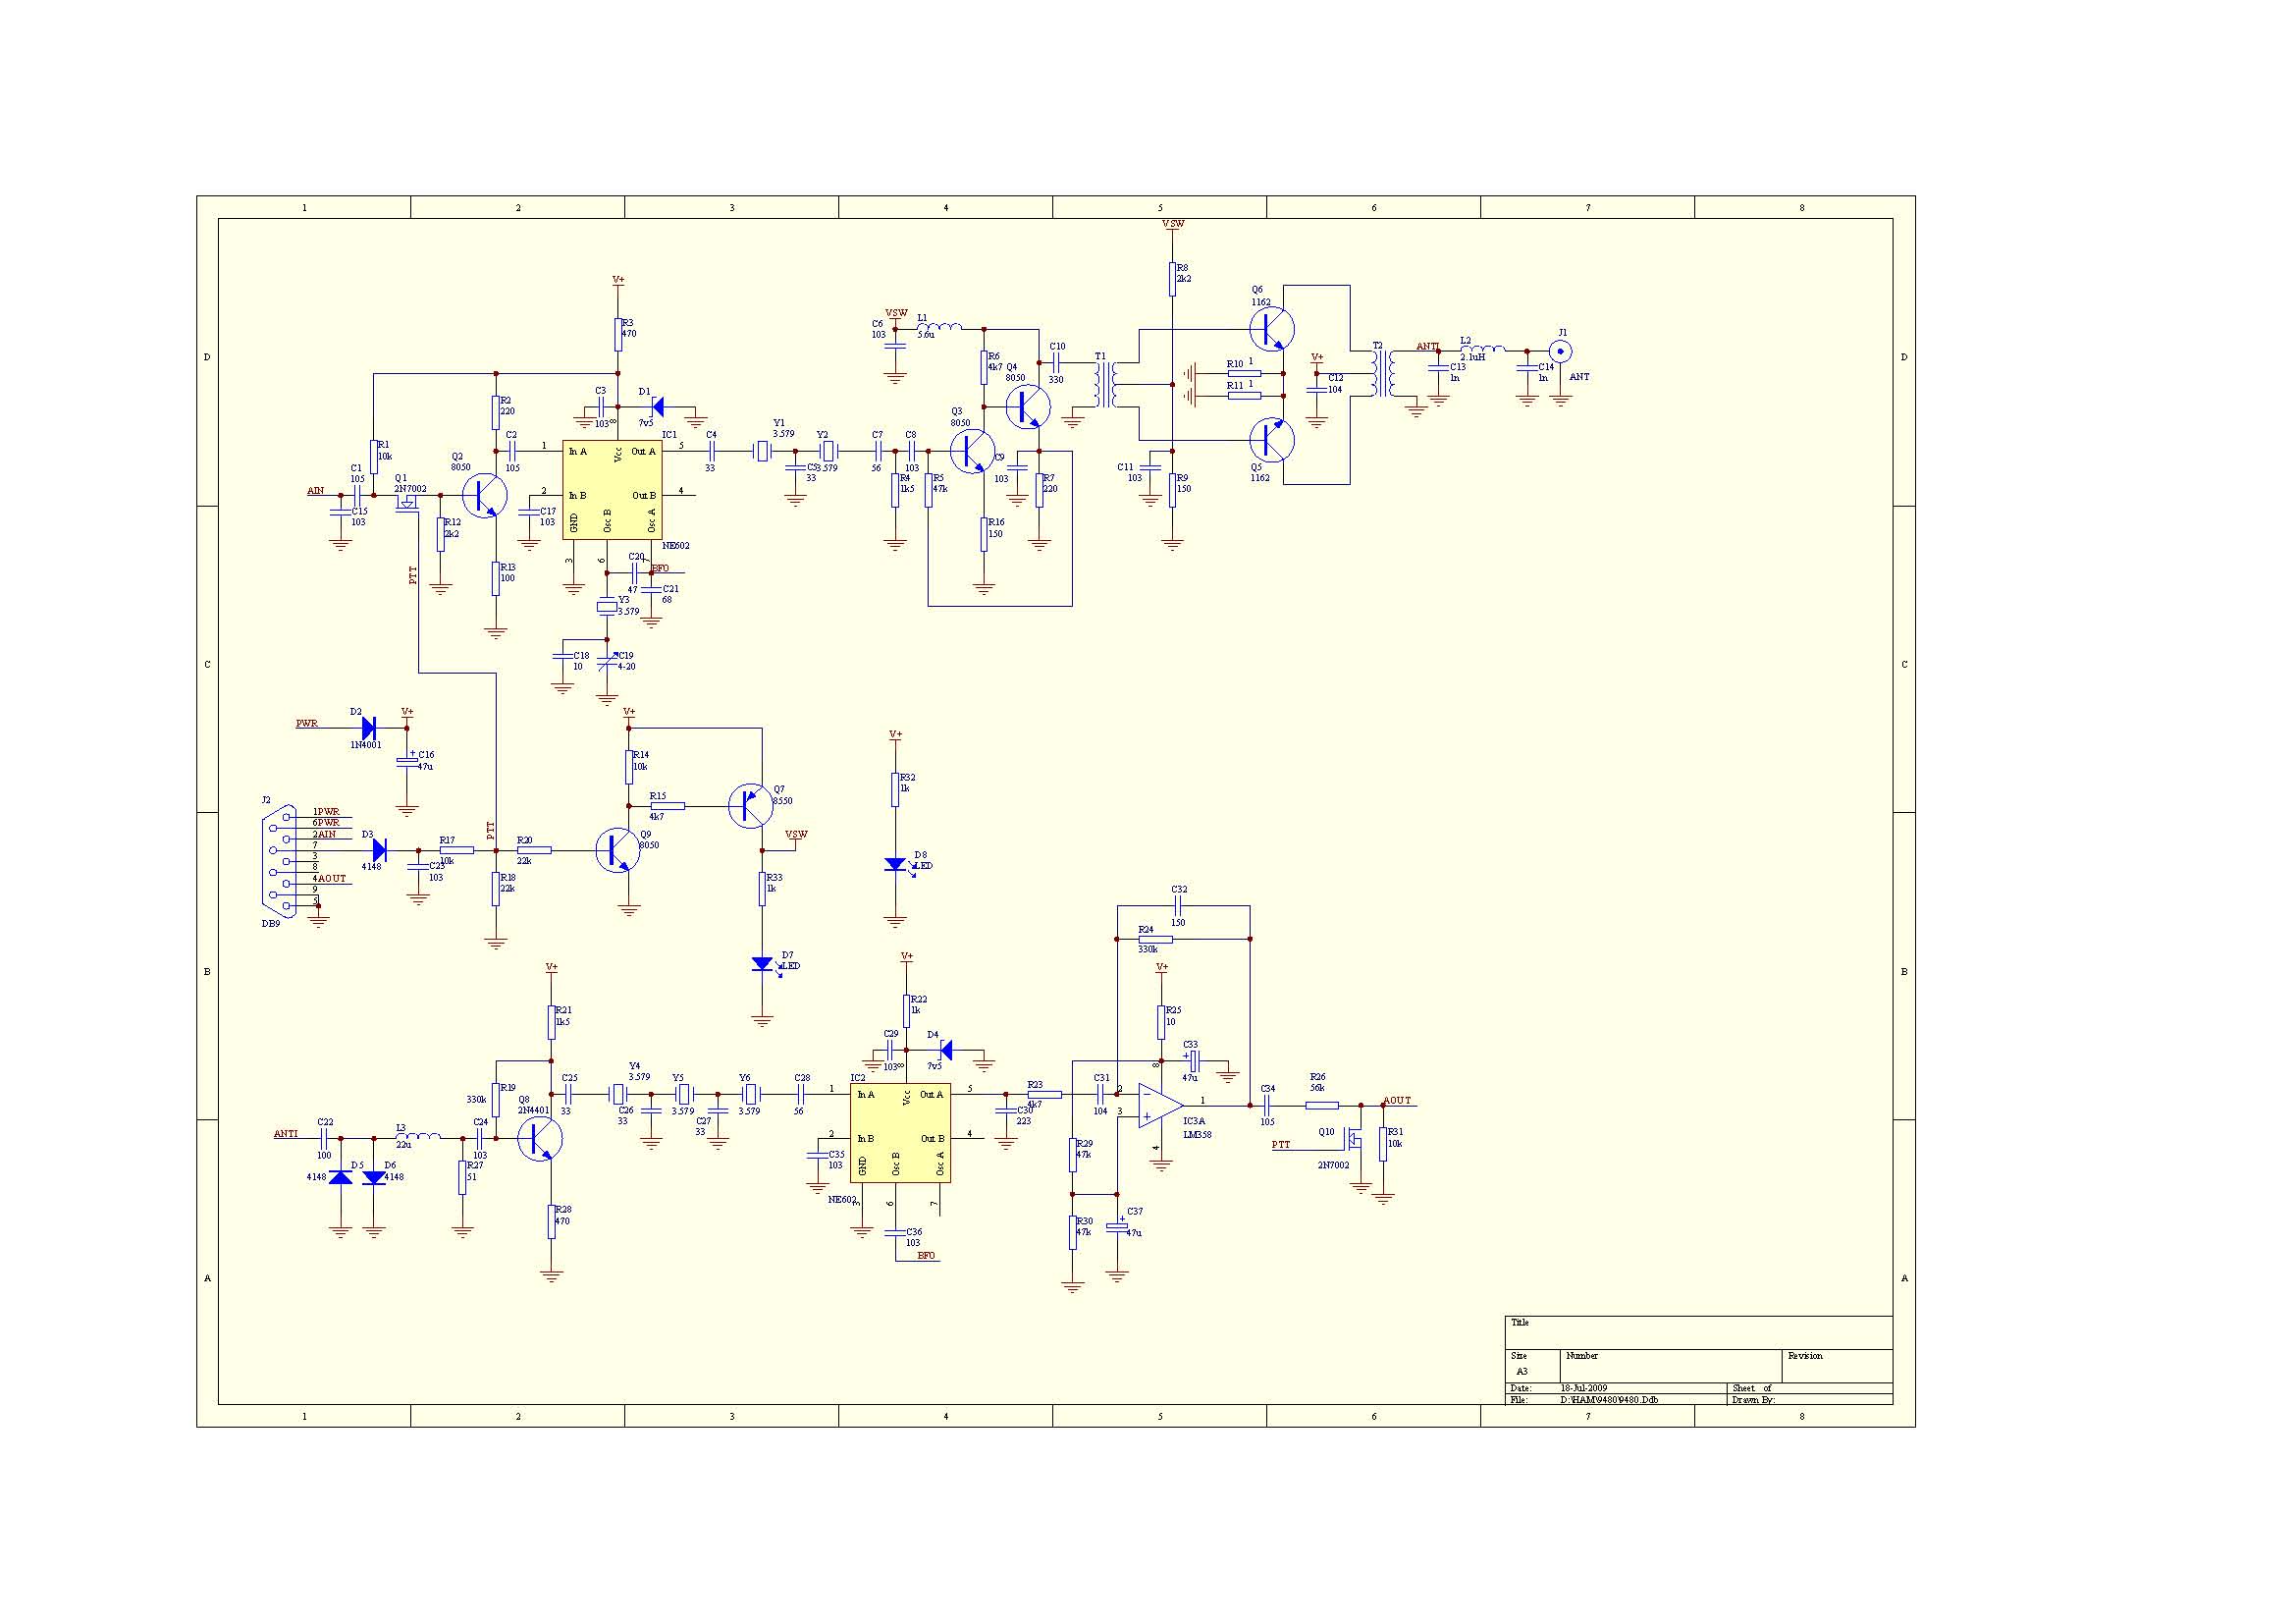 1 2 3 4 5 6 7 8
VSW
R8
2k2
Q6
1162
V+
R3
470
VSW
C6
103
L1
5.6u
J1
D
D
R6
4k7
Q4
8050
C10
330
T1
R10 1
R11 1
V+
C12
104
T2
ANTI
L2
2.1uH
C13
1n
C14
1n
ANT
R2
220
C3
103
D1
7v5
8
Q3
8050
Y1
3.579
Y2
3.579
R1
10k
C1
105
Q2
8050
C2
105
1
In A
Vcc
Out A
IC1
5
C4
33
C5
33
C7
56
C8
103
C9
103
R4
1k5
R5
47k
R7
220
C11
103
R9
150
Q5
1162
AIN
C15
103
Q1
2N7002
R12
2k2
2
In B
Out B
4
C17
103
GND
Osc B
Osc A
NE602
R16
150
PTT
R13
100
3
6
7
C20
47
BFO
C21
68
Y3
3.579
C18
10
C19
4-20
C
C
PWR
D2
1N4001
V+
C16
47u
V+
R14
10k
R15
4k7
Q7
8550
V+
R32
1k
J2
1PWR
6PWR
2AIN
7
3
8
4AOUT
9
5
DB9
D3
4148
C23
103
R17
10k
PTT
R20
22k
R18
22k
Q9
8050
VSW
R33
1k
D8
LED
D7
LED
C32
150
R24
330k
B
B
V+
R21
1k5
V+
R22
1k
V+
R25
10
C29
103
8
D4
7v5
C33
47u
8
R19
330k
Q8
2N4401
C25
33
Y4
3.579
C26
33
Y5
3.579
C27
33
Y6
3.579
C28
56
IC2
1
In A
Vcc
Out A
5
R23
4k7
C30
223
C31
104
2
3
1
4
IC3A
LM358
C34
105
R26
56k
AOUT
ANTI
C22
100
D5
4148
D6
4148
L3
22u
C24
103
R27
51
R28
470
2
In B
Out B
4
C35
103
GND
Osc B
Osc A
NE602
3
6
7
C36
103
BFO
R29
47k
R30
47k
C37
47u
PTT
Q10
2N7002
R31
10k
A
A
Title
Size
A3
Number
Revision
Date: 18-Jul-2009 Sheet of
File: D:\HAM\9480\9480.Ddb Drawn By:
1 2 3 4 5 6 7 8